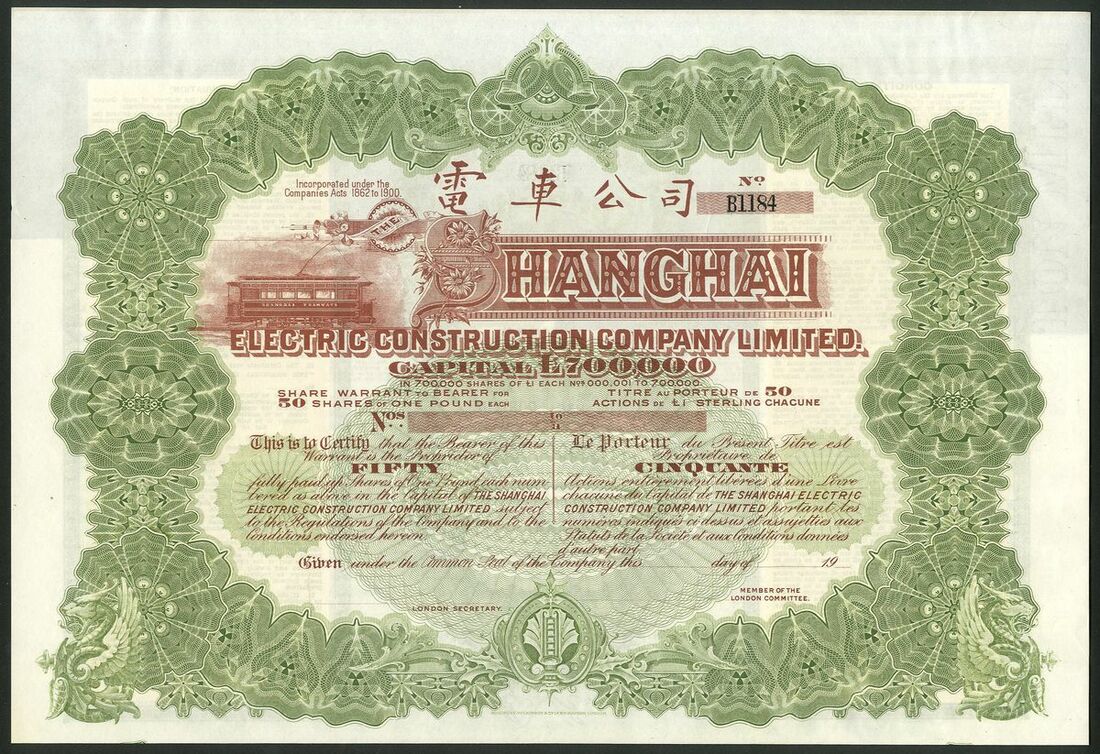 電車公司
Incorporated under the
Companies Acts 1862 to 1900.
Nº
B1184
THE
SHANGHAI
ELECTRIC CONSTRUCTION COMPANY LIMITED.
CAPITAL £700,000
IN 700,000 SHARES OF £1 EACH Nºs 000,001 TO 700,000.
SHARE WARRANT TO BEARER FOR
50 SHARES OF ONE POUND EACH
TITRE AU PORTEUR DE 50
ACTIONS DE £1 STERLING CHACUNE
Nos
This is to Certify that the Bearer of this
Warrant is the Proprietor of
FIFTY
fully paid up Shares of One Pound each num
bered as above in the Capital of THE SHANGHAI
ELECTRIC CONSTRUCTION COMPANY LIMITED subject
to the Regulations of the Company and to the
Conditions endorsed hereon.
Le Porteur du Présent Titre est
Propriétaire de
CINQUANTE
Actions entièrement libérées d'une Livre
chacune du Capital de THE SHANGHAI ELECTRIC
CONSTRUCTION COMPANY LIMITED portant les
numéros indiqués ci dessus et assujetties aux
Statuts de la Société et aux Conditions données
d'autre part.
Given under the Common Seal of the Company this day of 19
MEMBER OF THE
LONDON COMMITTEE.
LONDON SECRETARY.